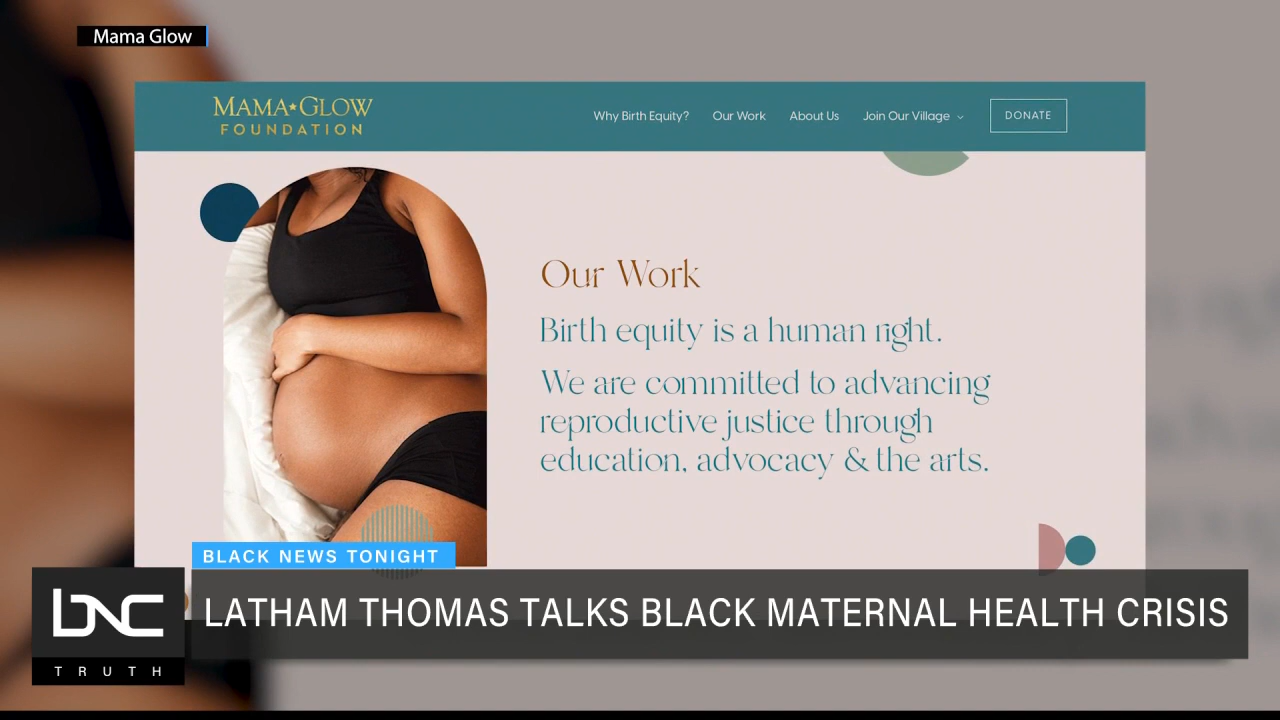 Mama Glow
MAMA★GLOW
FOUNDATION
Why Birth Equity?
Our Work
About Us
Join Our Village
DONATE
Our Work
Birth equity is a human right.
We are committed to advancing
reproductive justice through
education, advocacy & the arts.
BLACK NEWS TONIGHT
LATHAM THOMAS TALKS BLACK MATERNAL HEALTH CRISIS
BNC
TRUTH